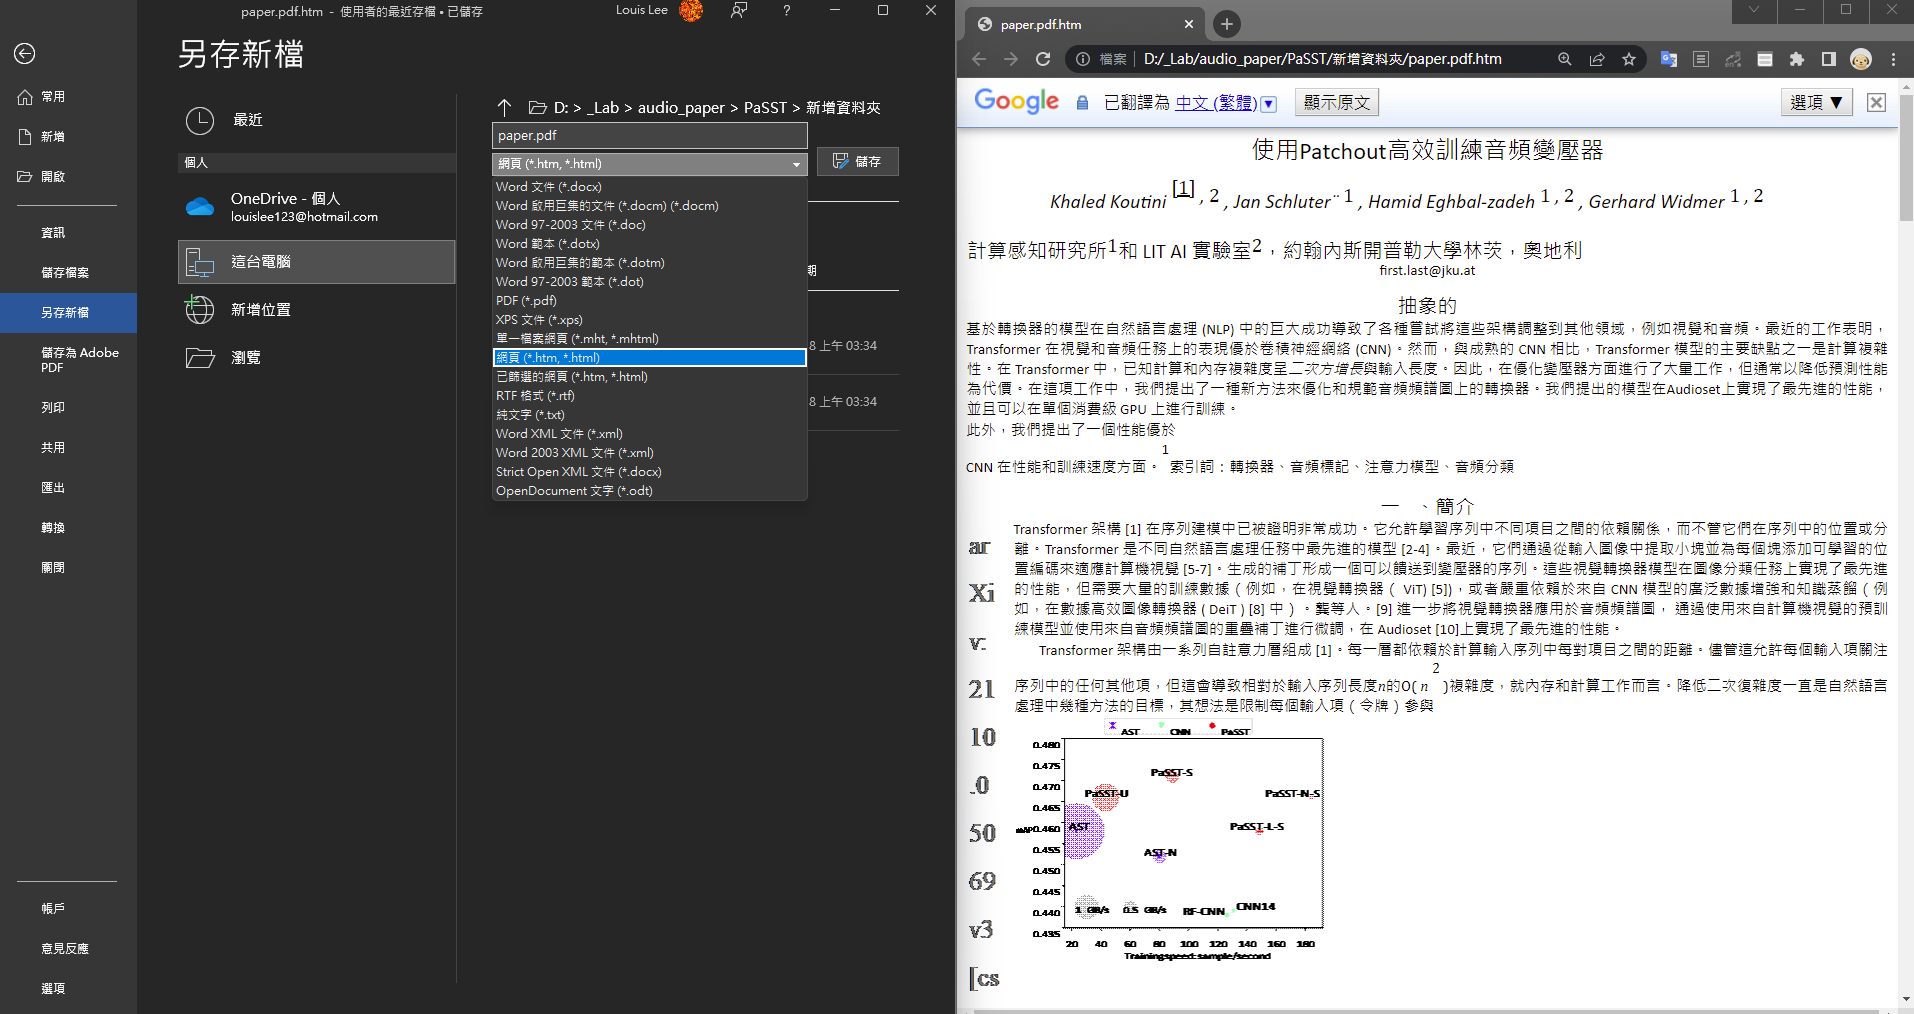 paper.pdf.htm - 使用者的最近存檔 • 已儲存
Louis Lee
?
另存新檔
常用
新增
開啟
資訊
儲存檔案
另存新檔
儲存為 Adobe
PDF
列印
共用
匯出
轉換
關閉
帳戶
意見反應
選項
最近
個人
OneDrive - 個人
louislee123@hotmail.com
這台電腦
新增位置
瀏覽
D: > _Lab > audio_paper > PaSST > 新增資料夾
paper.pdf
網頁 (*.htm, *.html)
儲存
Word 文件 (*.docx)
Word 啟用巨集的文件 (*.docm) (*.docm)
Word 97-2003 文件 (*.doc)
Word 範本 (*.dotx)
Word 啟用巨集的範本 (*.dotm)
Word 97-2003 範本 (*.dot)
PDF (*.pdf)
XPS 文件 (*.xps)
單一檔案網頁 (*.mht, *.mhtml)
網頁 (*.htm, *.html)
已篩選的網頁 (*.htm, *.html)
RTF 格式 (*.rtf)
純文字 (*.txt)
Word XML 文件 (*.xml)
Word 2003 XML 文件 (*.xml)
Strict Open XML 文件 (*.docx)
OpenDocument 文字 (*.odt)
期
8 上午 03:34
8 上午 03:34
paper.pdf.htm
檔案 | D:/_Lab/audio_paper/PaSST/新增資料夾/paper.pdf.htm
Google 已翻譯為 中文 (繁體) 顯示原文 選項 ▼
使用Patchout高效訓練音頻變壓器
Khaled Koutini [1] , 2 , Jan Schluter ¨ 1 , Hamid Eghbal-zadeh 1 , 2 , Gerhard Widmer 1 , 2
計算感知研究所1和 LIT AI 實驗室2，約翰內斯開普勒大學林茨，奧地利
first.last@jku.at
抽象的
基於轉換器的模型在自然語言處理 (NLP) 中的巨大成功導致了各種嘗試將這些架構調整到其他領域，例如視覺和音頻。最近的工作表明，
Transformer 在視覺和音頻任務上的表現優於卷積神經網絡 (CNN)。然而，與成熟的 CNN 相比，Transformer 模型的主要缺點之一是計算複雜
性。在 Transformer 中，已知計算和內存複雜度呈二次方增長與輸入長度。因此，在優化變壓器方面進行了大量工作，但通常以降低預測性能
為代價。在這項工作中，我們提出了一種新方法來優化和規範音頻頻譜圖上的轉換器。我們提出的模型在Audioset上實現了最先進的性能，
並且可以在單個消費級 GPU 上進行訓練。
此外，我們提出了一個性能優於
CNN 在性能和訓練速度方面。1索引詞：轉換器、音頻標記、注意力模型、音頻分類
一 、簡介
Transformer 架構 [1] 在序列建模中已被證明非常成功。它允許學習序列中不同項目之間的依賴關係，而不管它們在序列中的位置或分
離。Transformer 是不同自然語言處理任務中最先進的模型 [2-4]。最近，它們通過從輸入圖像中提取小塊並為每個塊添加可學習的位
置編碼來適應計算機視覺 [5-7]。生成的補丁形成一個可以饋送到變壓器的序列。這些視覺轉換器模型在圖像分類任務上實現了最先進
的性能，但需要大量的訓練數據（例如，在視覺轉換器（ ViT) [5])，或者嚴重依賴於來自 CNN 模型的廣泛數據增強和知識蒸餾（例
如，在數據高效圖像轉換器 ( DeiT ) [8] 中）。龔等人。[9] 進一步將視覺轉換器應用於音頻頻譜圖， 通過使用來自計算機視覺的預訓
練模型並使用來自音頻頻譜圖的重疊補丁進行微調，在 Audioset [10]上實現了最先進的性能。
Transformer 架構由一系列自註意力層組成 [1]。每一層都依賴於計算輸入序列中每對項目之間的距離。儘管這允許每個輸入項關注
序列中的任何其他項，但這會導致相對於輸入序列長度n的O( n 2 )複雜度，就內存和計算工作而言。降低二次復雜度一直是自然語言
處理中幾種方法的目標，其想法是限制每個輸入項（令牌）參與
ar
Xi
v:
21
10
.0
50
69
v3
[cs
AST CNN PaSST
0.480
0.475
0.470
0.465
0.460
0.455
0.450
0.445
0.440
0.435
mAP
PaSST-S
PaSST-U
PaSST-N-S
AST
PaSST-L-S
AST-N
1 GB/s
0.5 GB/s
RF-CNN
CNN14
20 40 60 80 100 120 140 160 180
Trainingspeed: sample/second